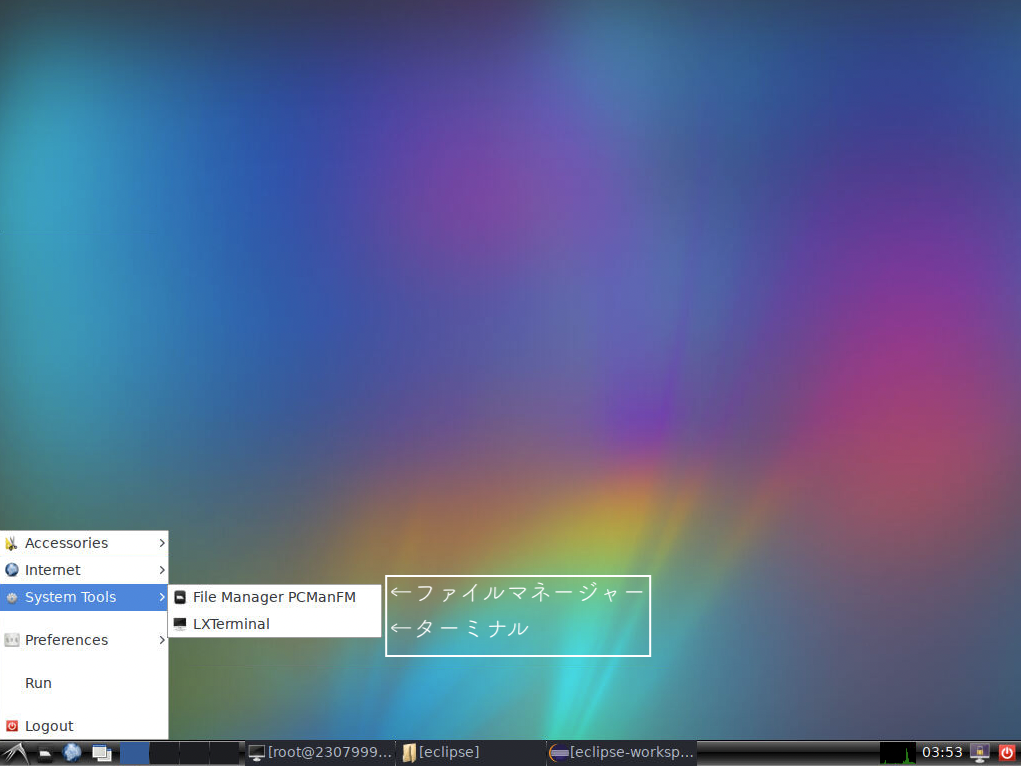 Accessories
Internet
System Tools
File Manager PCManFM
←ファイルマネージャー
LXTerminal
←ターミナル
Preferences
Run
Logout
[root@2307999...
[eclipse]
[eclipse-worksp...
03:53